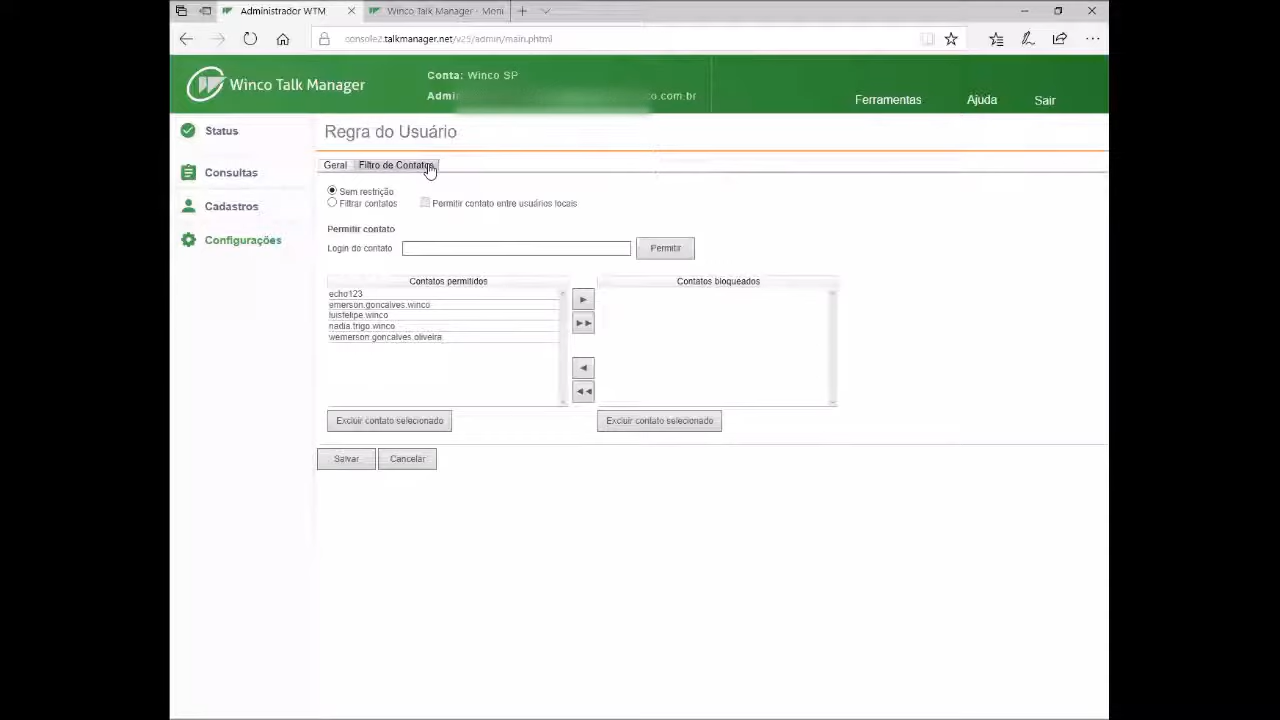 Administrador WTM
Winco Talk Manager - Moni
console2.talkmanager.net/v25/admin/main.phtml
Winco Talk Manager
Conta: Winco SP
co.com.br
Ferramentas
Ajuda
Sair
Status
Consultas
Cadastros
Configurações
Regra do Usuário
Geral
Filtro de Contatos
Sem restrição
Filtrar contatos
Permitir contato entre usuários locais
Permitir contato
Login do contato
Permitir
Contatos permitidos
Contatos bloqueados
echo123
emerson.goncalves.winco
luisfelipe.winco
nadia.trigo.winco
wemerson.goncalves.oliveira
Excluir contato selecionado
Excluir contato selecionado
Salvar
Cancelar